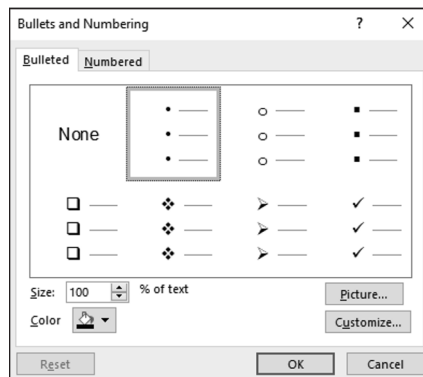 Bullets and Numbering ? ×
Bulleted Numbered
None
Size: 100 % of text
Picture...
Color
Customize...
Reset OK Cancel